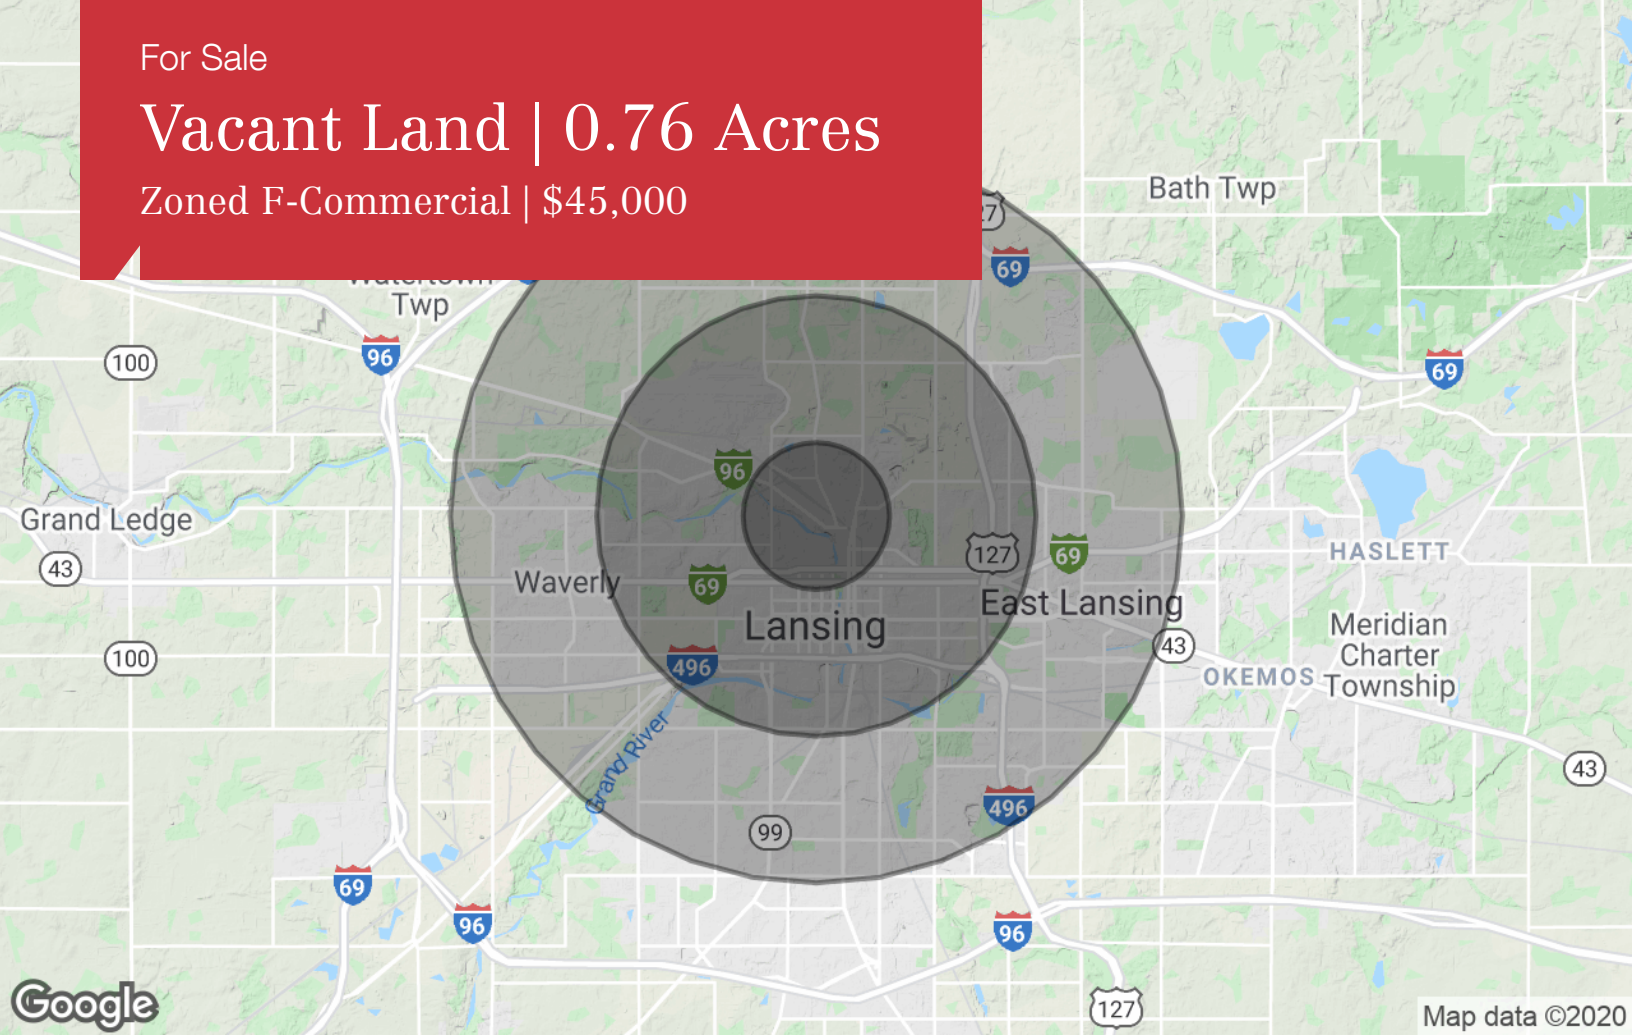 For Sale
Vacant Land | 0.76 Acres
Zoned F-Commercial | $45,000
Bath Twp
69
Twp
100
96
69
96
Grand Ledge
43
127
69
HASLETT
Waverly
69
East Lansing
Lansing
Meridian
Charter
Township
43
100
496
OKEMOS
Grand River
43
496
99
69
96
96
127
Google
Map data ©2020